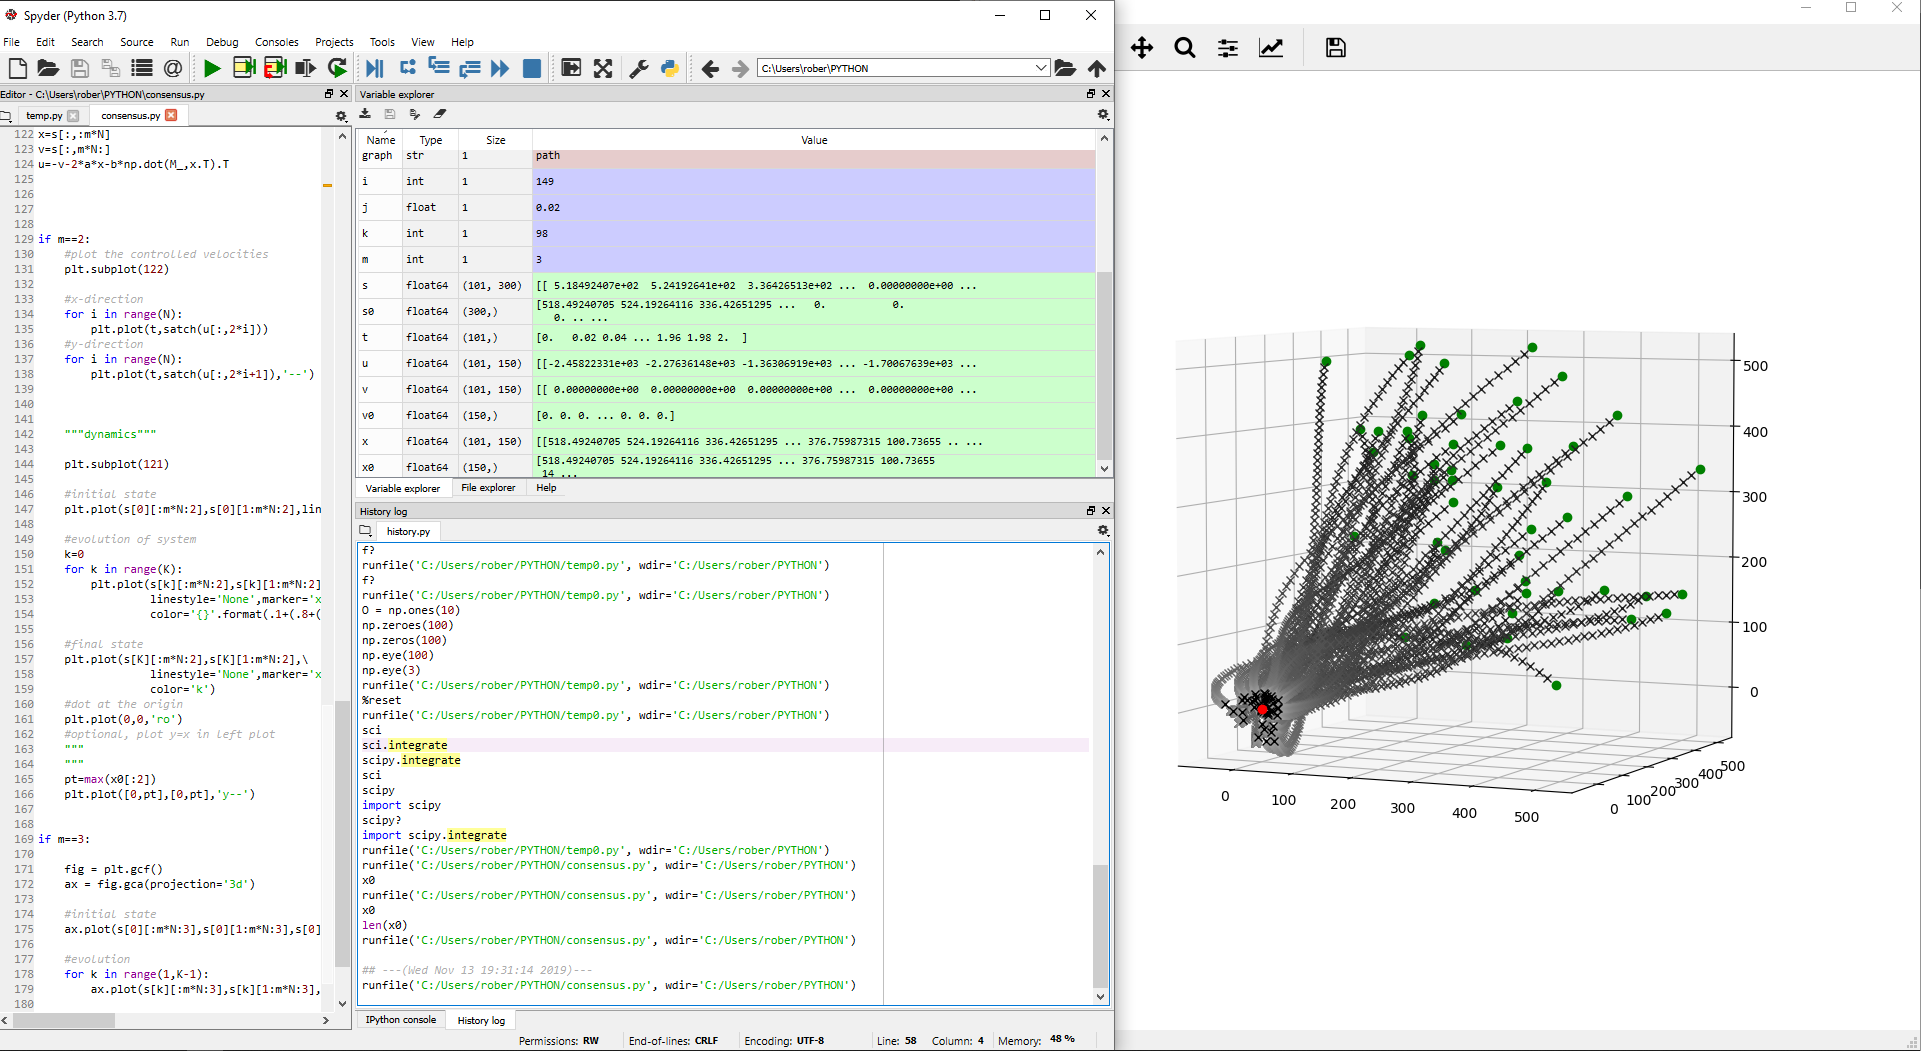 Spyder (Python 3.7)
File Edit Search Source Run Debug Consoles Projects Tools View Help
C:\Users\rober\PYTHON
Editor - C:\Users\rober\PYTHON\consensus.py
temp.py consensus.py
122 x=s[:,:m*N]
123 v=s[:,m*N:]
124 u=-v-2*a*x-b*np.dot(M_,x.T).T
125
126
127
128
129 if m==2:
130 #plot the controlled velocities
131 plt.subplot(122)
132
133 #x-direction
134 for i in range(N):
135 plt.plot(t,satch(u[:,2*i]))
136 #y-direction
137 for i in range(N):
138 plt.plot(t,satch(u[:,2*i+1]),'--')
139
140
141
142 """dynamics"""
143
144 plt.subplot(121)
145
146 #initial state
147 plt.plot(s[0][:m*N:2],s[0][1:m*N:2],lin
148
149 #evolution of system
150 k=0
151 for k in range(K):
152 plt.plot(s[k][:m*N:2],s[k][1:m*N:2]
153 linestyle='None',marker='x
154 color='{}'.format(.1+(.8+(
155
156 #final state
157 plt.plot(s[K][:m*N:2],s[K][1:m*N:2],\
158 linestyle='None',marker='x
159 color='k')
160 #dot at the origin
161 plt.plot(0,0,'ro')
162 #optional, plot y=x in left plot
163 """
164 """
165 pt=max(x0[:2])
166 plt.plot([0,pt],[0,pt],'y--')
167
168
169 if m==3:
170
171 fig = plt.gcf()
172 ax = fig.gca(projection='3d')
173
174 #initial state
175 ax.plot(s[0][:m*N:3],s[0][1:m*N:3],s[0]
176
177 #evolution
178 for k in range(1,K-1):
179 ax.plot(s[k][:m*N:3],s[k][1:m*N:3],
180
Variable explorer
Name Type Size Value
graph str 1 path
i int 1 149
j float 1 0.02
k int 1 98
m int 1 3
s float64 (101, 300) [[ 5.18492407e+02 5.24192641e+02 3.36426513e+02 ... 0.00000000e+00 ...
s0 float64 (300,) [518.49240705 524.19264116 336.42651295 ... 0. 0.
0. .. ...
t float64 (101,) [0. 0.02 0.04 ... 1.96 1.98 2. ]
u float64 (101, 150) [[-2.45822331e+03 -2.27636148e+03 -1.36306919e+03 ... -1.70067639e+03 ...
v float64 (101, 150) [[ 0.00000000e+00 0.00000000e+00 0.00000000e+00 ... 0.00000000e+00 ...
v0 float64 (150,) [0. 0. 0. ... 0. 0. 0.]
x float64 (101, 150) [[518.49240705 524.19264116 336.42651295 ... 376.75987315 100.73655 .. ...
x0 float64 (150,) [518.49240705 524.19264116 336.42651295 ... 376.75987315 100.73655
14 ...
Variable explorer File explorer Help
History log
history.py
f?
runfile('C:/Users/rober/PYTHON/temp0.py', wdir='C:/Users/rober/PYTHON')
f?
runfile('C:/Users/rober/PYTHON/temp0.py', wdir='C:/Users/rober/PYTHON')
O = np.ones(10)
np.zeroes(100)
np.zeros(100)
np.eye(100)
np.eye(3)
runfile('C:/Users/rober/PYTHON/temp0.py', wdir='C:/Users/rober/PYTHON')
%reset
runfile('C:/Users/rober/PYTHON/temp0.py', wdir='C:/Users/rober/PYTHON')
sci
sci.integrate
scipy.integrate
sci
scipy
import scipy
scipy?
import scipy.integrate
runfile('C:/Users/rober/PYTHON/temp0.py', wdir='C:/Users/rober/PYTHON')
runfile('C:/Users/rober/PYTHON/consensus.py', wdir='C:/Users/rober/PYTHON')
x0
runfile('C:/Users/rober/PYTHON/consensus.py', wdir='C:/Users/rober/PYTHON')
x0
len(x0)
runfile('C:/Users/rober/PYTHON/consensus.py', wdir='C:/Users/rober/PYTHON')
## ---(Wed Nov 13 19:31:14 2019)---
runfile('C:/Users/rober/PYTHON/consensus.py', wdir='C:/Users/rober/PYTHON')
IPython console History log
Permissions: RW End-of-lines: CRLF Encoding: UTF-8 Line: 58 Column: 4 Memory: 48 %
500
400
300
200
100
0
0 100 200 300 400 500
0 100 200 300 400 500